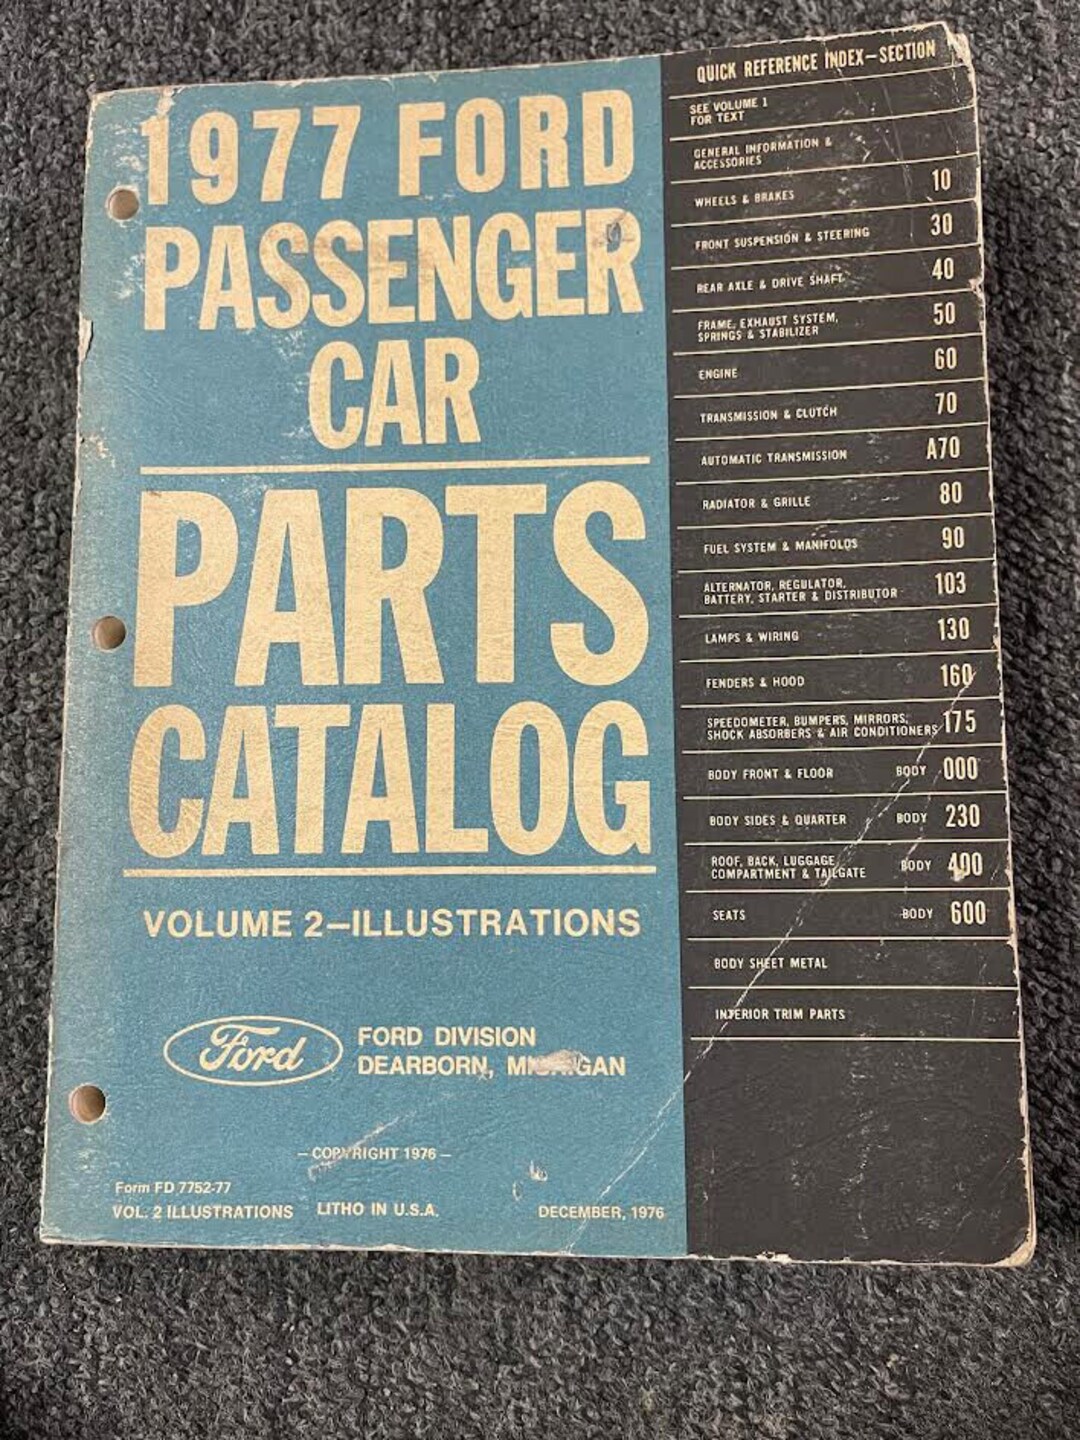 1977 FORD
PASSENGER
CAR
PARTS
CATALOG
VOLUME 2–ILLUSTRATIONS
Ford
FORD DIVISION
DEARBORN, MICHIGAN
–COPYRIGHT 1976–
Form FD 7752-77
VOL. 2 ILLUSTRATIONS LITHO IN U.S.A. DECEMBER, 1976
QUICK REFERENCE INDEX–SECTION
SEE VOLUME 1
FOR TEXT
GENERAL INFORMATION &
ACCESSORIES
WHEELS & BRAKES 10
FRONT SUSPENSION & STEERING 30
REAR AXLE & DRIVE SHAFT 40
FRAME, EXHAUST SYSTEM,
SPRINGS & STABILIZER 50
ENGINE 60
TRANSMISSION & CLUTCH 70
AUTOMATIC TRANSMISSION A70
RADIATOR & GRILLE 80
FUEL SYSTEM & MANIFOLDS 90
ALTERNATOR, REGULATOR,
BATTERY, STARTER & DISTRIBUTOR 103
LAMPS & WIRING 130
FENDERS & HOOD 160
SPEEDOMETER, BUMPERS, MIRRORS,
SHOCK ABSORBERS & AIR CONDITIONERS 175
BODY FRONT & FLOOR BODY 000
BODY SIDES & QUARTER BODY 230
ROOF, BACK, LUGGAGE
COMPARTMENT & TAILGATE BODY 400
SEATS BODY 600
BODY SHEET METAL
INTERIOR TRIM PARTS